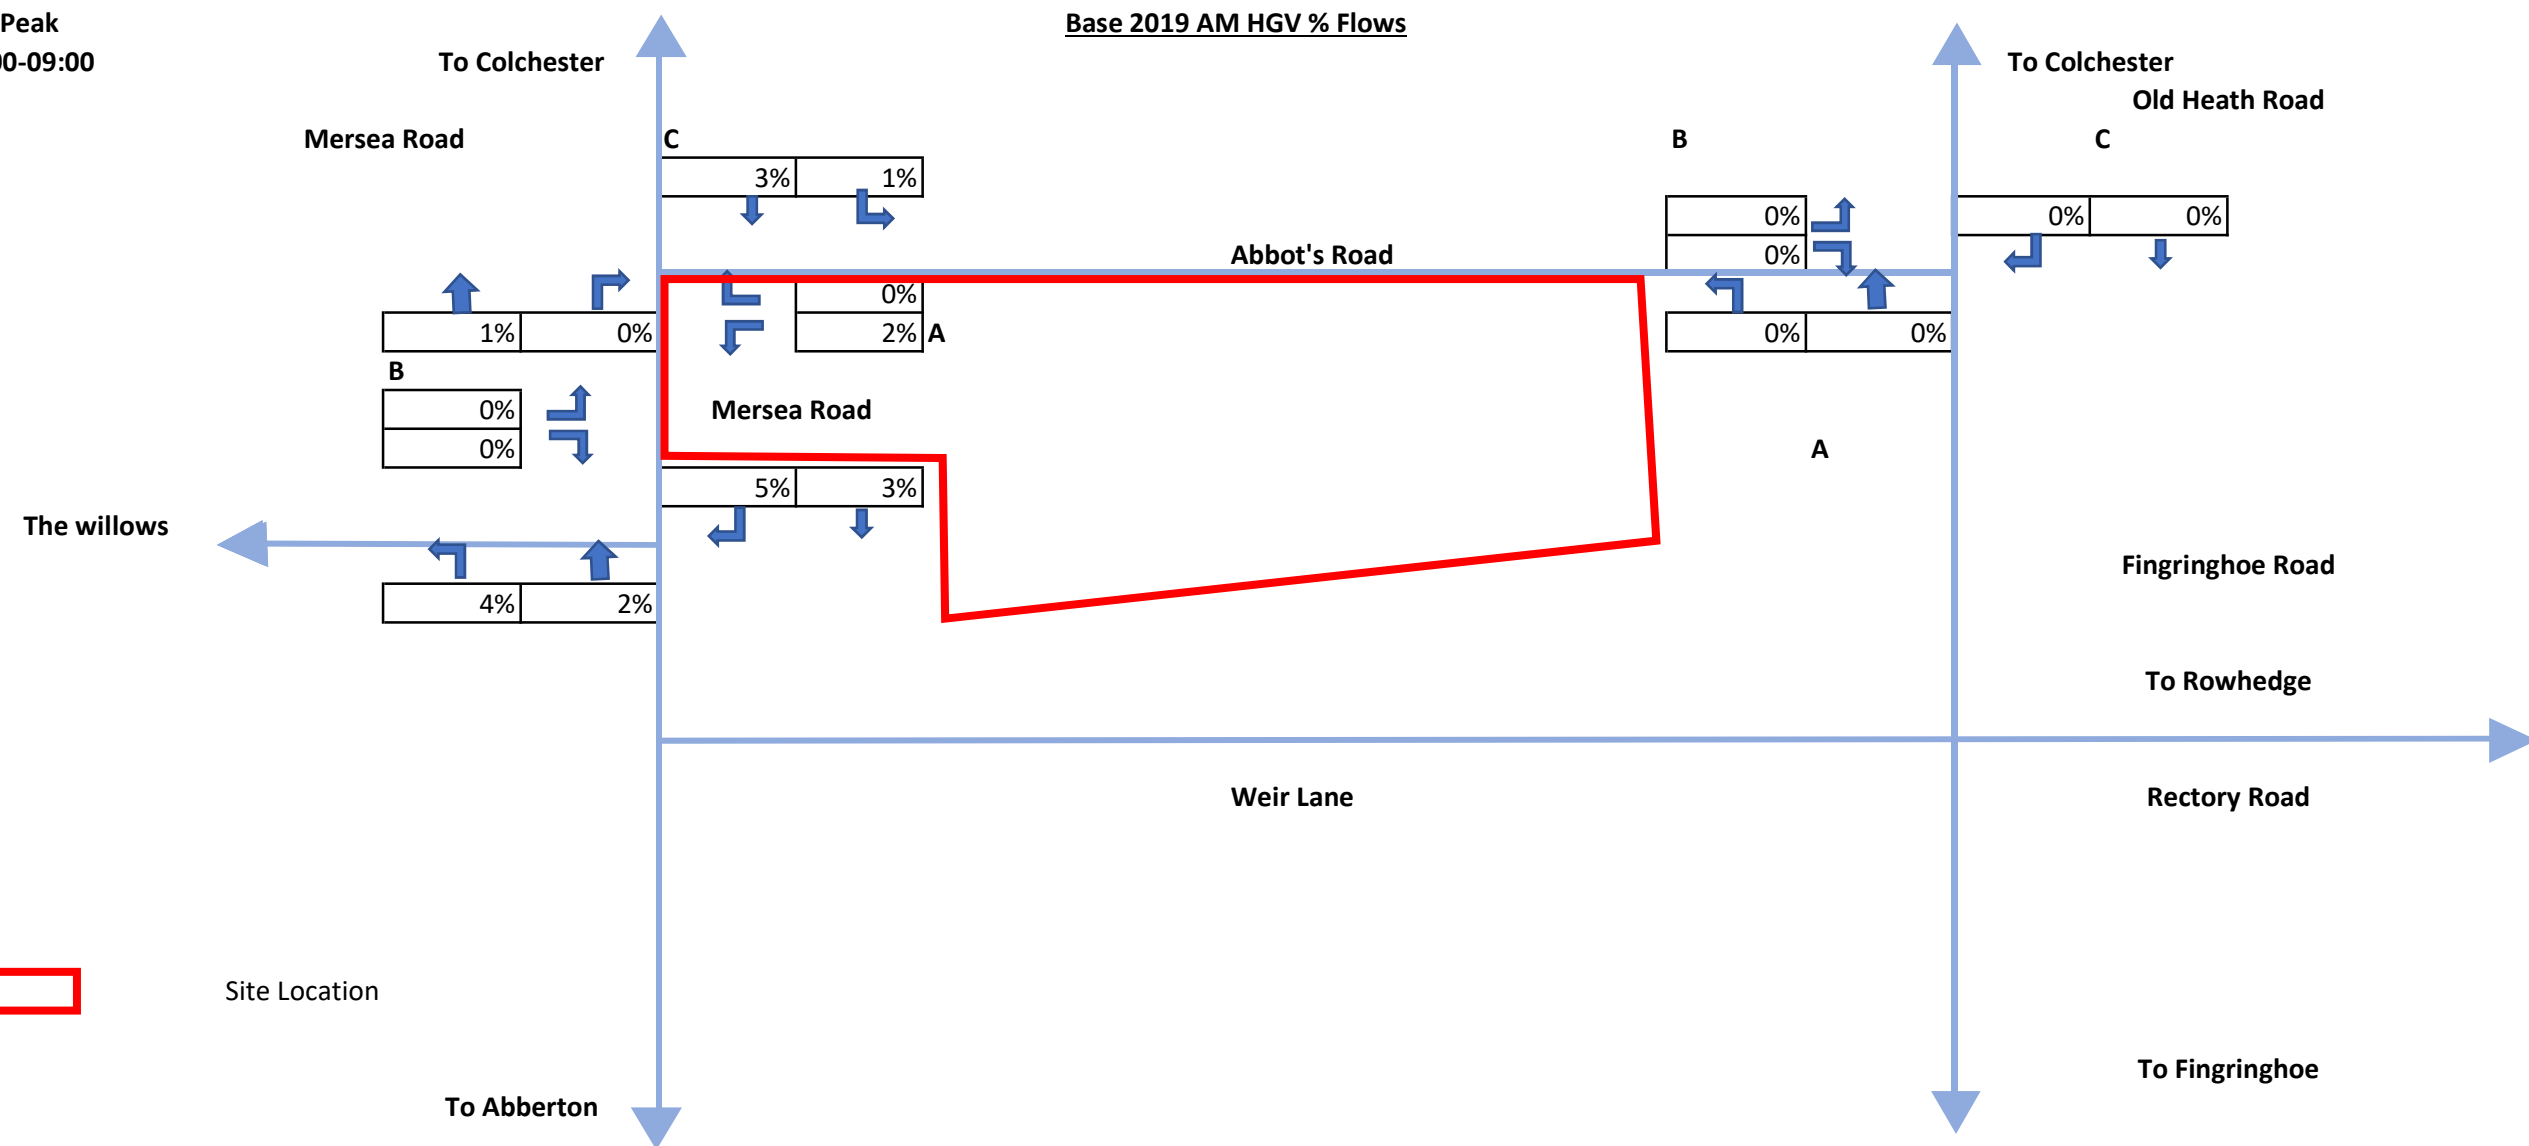 Peak
Base 2019 AM HGV % Flows
00-09:00
To Colchester
To Colchester
Old Heath Road
Mersea Road
C
B
C
3% 1%
0%
0% 0%
Abbot's Road
0%
0%
1% 0%
2% A
0% 0%
B
0%
Mersea Road
0%
A
5% 3%
The willows
Fingringhoe Road
4% 2%
To Rowhedge
Weir Lane
Rectory Road
Site Location
To Fingringhoe
To Abberton